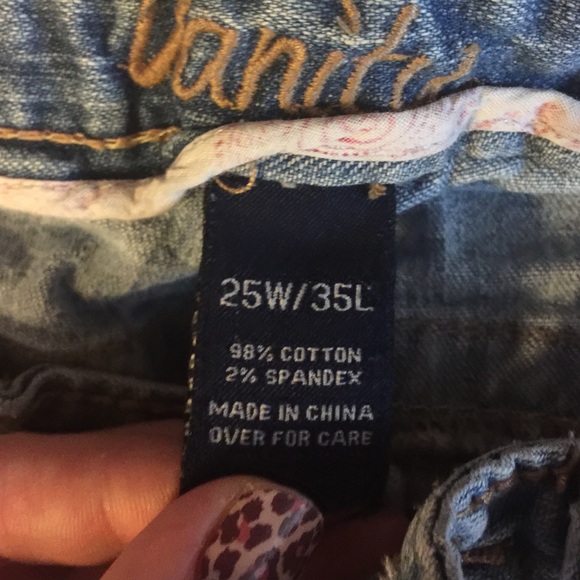 Vanity
25W/35L
98% COTTON
2% SPANDEX
MADE IN CHINA
OVER FOR CARE